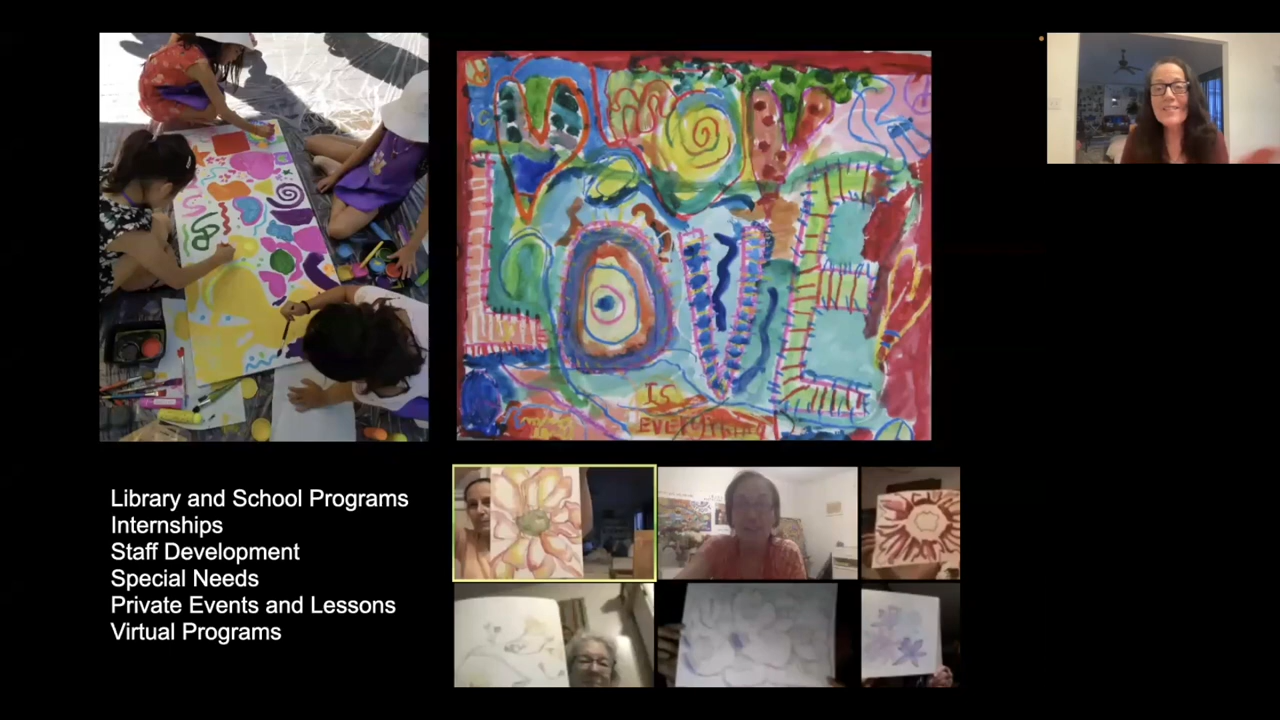 LOVE
IS
EVERYTHING
Library and School Programs
Internships
Staff Development
Special Needs
Private Events and Lessons
Virtual Programs